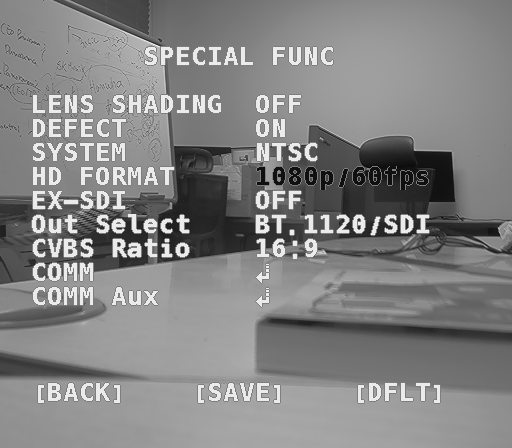 SPECIAL FUNC
LENS SHADING OFF
DEFECT ON
SYSTEM NTSC
HD FORMAT 1080p/60fps
EX-SDI OFF
Out Select BT.1120/SDI
CVBS Ratio 16:9
COMM ↲
COMM Aux ↲
[BACK] [SAVE] [DFLT]